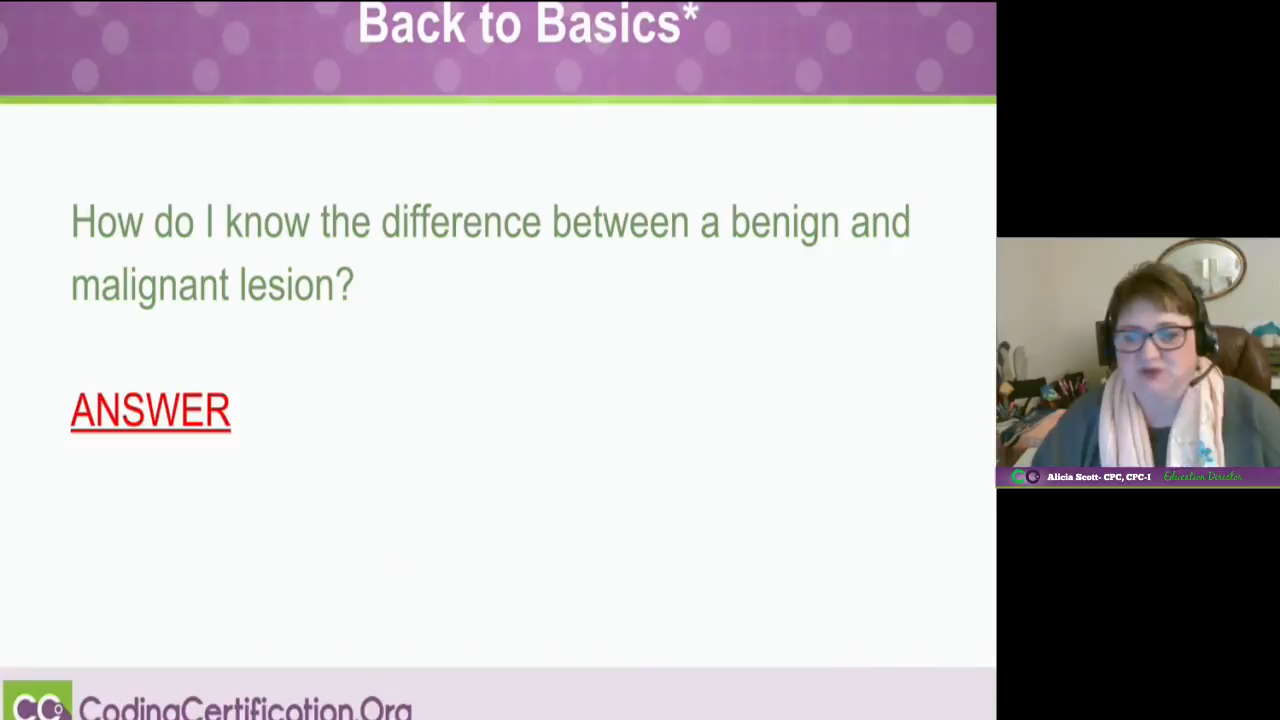 Back to Basics*
How do I know the difference between a benign and
malignant lesion?
ANSWER
Alicia Scott- CPC, CPC-I Education Director
CC CodingCertification.Org